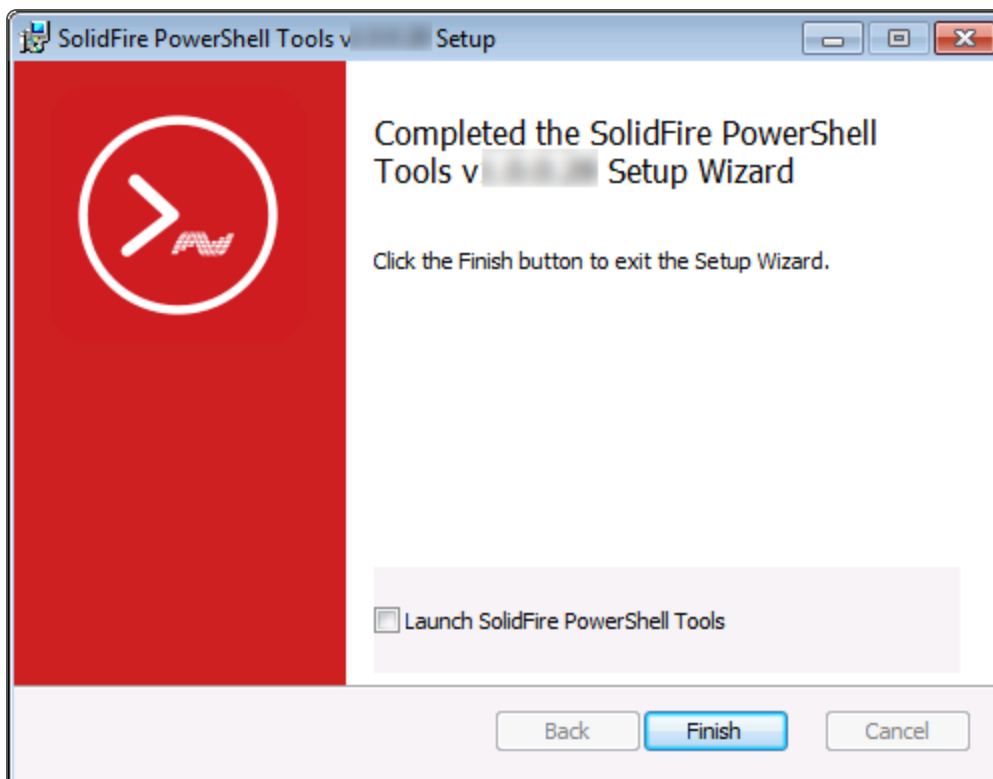 SolidFire PowerShell Tools v Setup
Completed the SolidFire PowerShell
Tools v Setup Wizard
Click the Finish button to exit the Setup Wizard.
Launch SolidFire PowerShell Tools
Back Finish Cancel